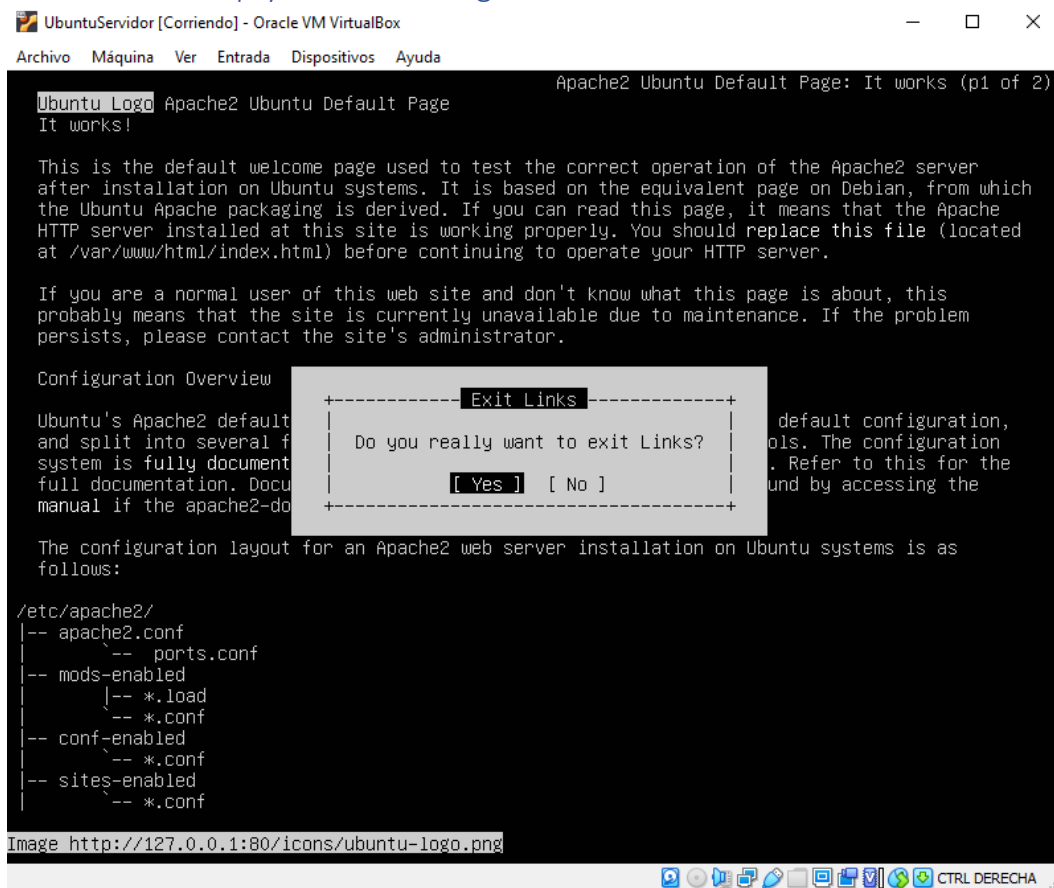 UbuntuServidor [Corriendo] - Oracle VM VirtualBox
Archivo Máquina Ver Entrada Dispositivos Ayuda
Apache2 Ubuntu Default Page: It works (p1 of 2)
Ubuntu Logo Apache2 Ubuntu Default Page
It works!
This is the default welcome page used to test the correct operation of the Apache2 server
after installation on Ubuntu systems. It is based on the equivalent page on Debian, from which
the Ubuntu Apache packaging is derived. If you can read this page, it means that the Apache
HTTP server installed at this site is working properly. You should replace this file (located
at /var/www/html/index.html) before continuing to operate your HTTP server.
If you are a normal user of this web site and don't know what this page is about, this
probably means that the site is currently unavailable due to maintenance. If the problem
persists, please contact the site's administrator.
Configuration Overview
+------------ Exit Links ------------+
Ubuntu's Apache2 default | | default configuration,
and split into several f | Do you really want to exit Links? | ols. The configuration
system is fully document | | . Refer to this for the
full documentation. Docu | [ Yes ] [ No ] | und by accessing the
manual if the apache2-do +------------------------------------+
The configuration layout for an Apache2 web server installation on Ubuntu systems is as
follows:
/etc/apache2/
|-- apache2.conf
| `-- ports.conf
|-- mods-enabled
| |-- *.load
| `-- *.conf
|-- conf-enabled
| `-- *.conf
|-- sites-enabled
| `-- *.conf
Image http://127.0.0.1:80/icons/ubuntu-logo.png
CTRL DERECHA